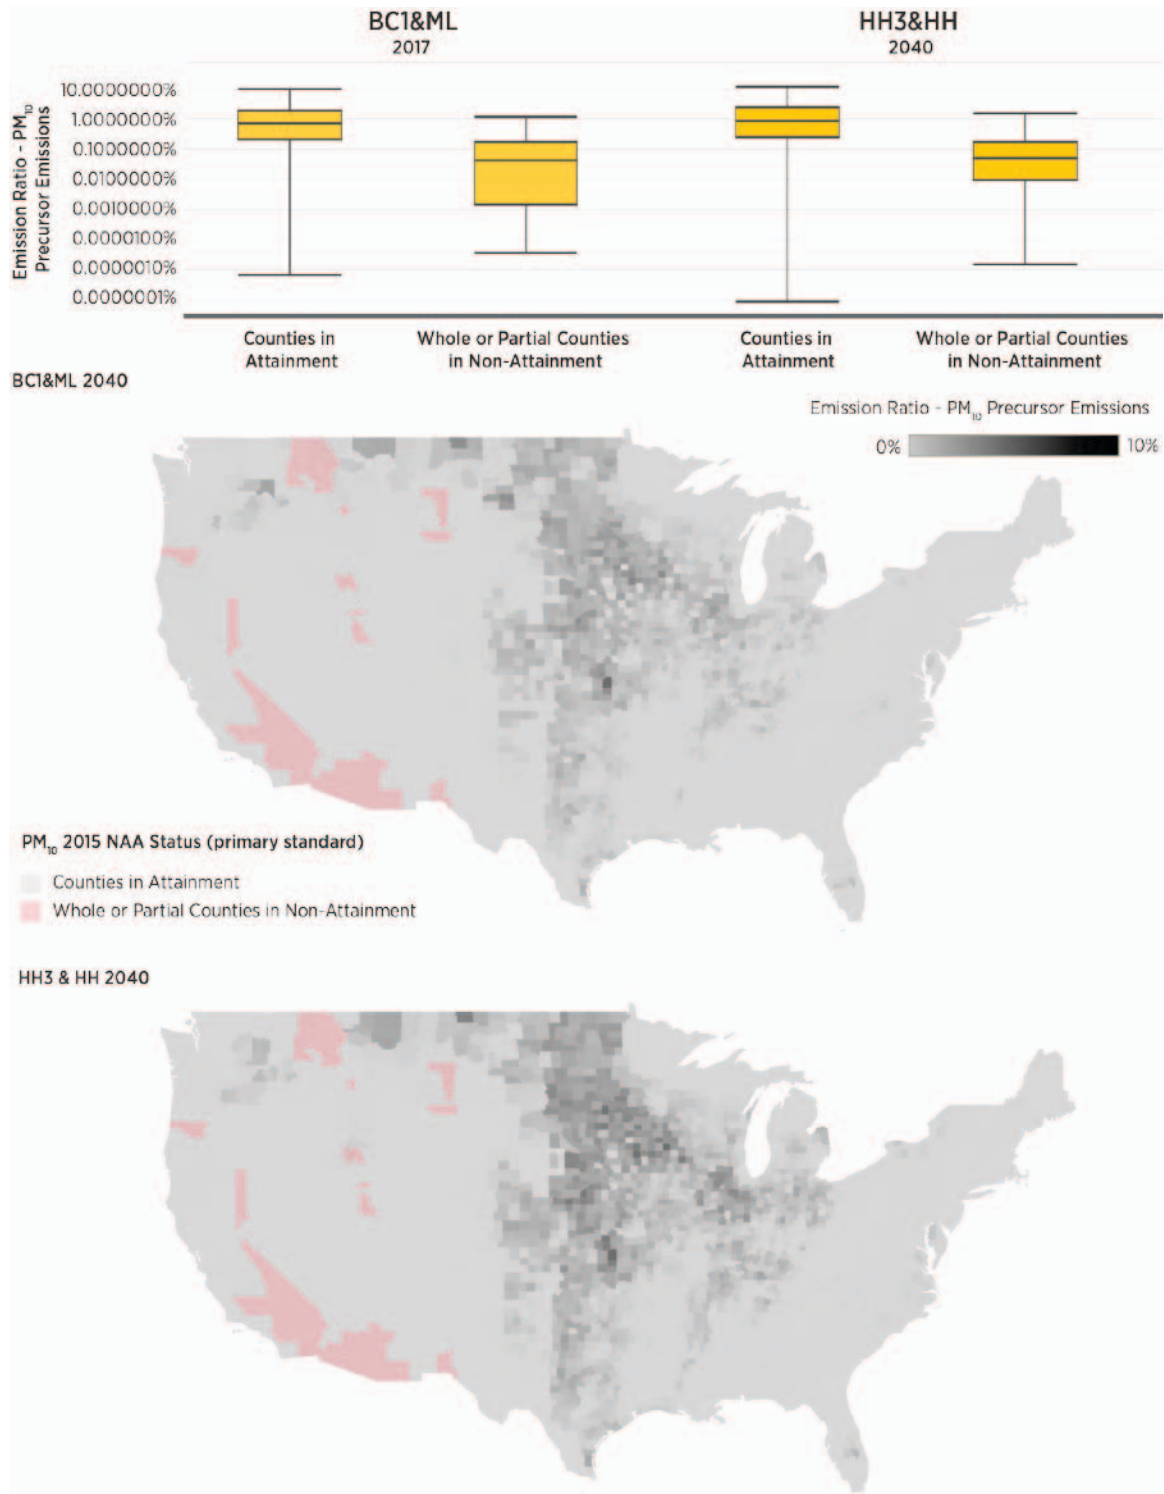 BC1&ML
2017
HH3&HH
2040
Emission Ratio - PM10
Precursor Emissions
10.0000000%
1.0000000%
0.1000000%
0.0100000%
0.0010000%
0.0000100%
0.0000010%
0.0000001%
Counties in
Attainment
Whole or Partial Counties
in Non-Attainment
Counties in
Attainment
Whole or Partial Counties
in Non-Attainment
BC1&ML 2040
Emission Ratio - PM10 Precursor Emissions
0%
10%
PM10 2015 NAA Status (primary standard)
Counties in Attainment
Whole or Partial Counties in Non-Attainment
HH3 & HH 2040